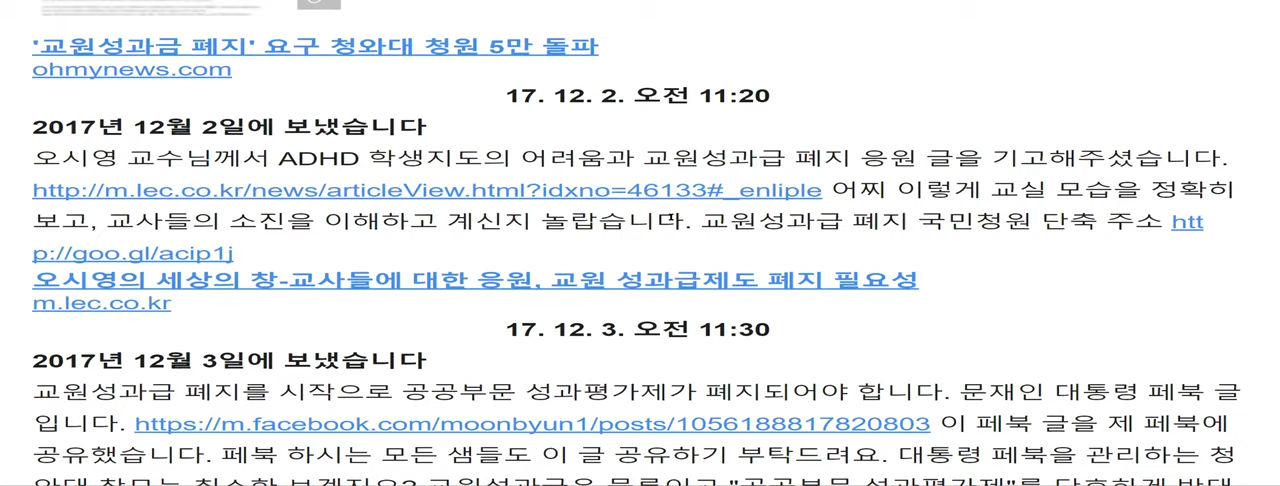 '교원성과금 폐지' 요구 청와대 청원 5만 돌파
ohmynews.com
17. 12. 2. 오전 11:20
2017년 12월 2일에 보냈습니다
오시영 교수님께서 ADHD 학생지도의 어려움과 교원성과급 폐지 응원 글을 기고해주셨습니다.
http://m.lec.co.kr/news/articleView.html?idxno=46133#_enliple 어찌 이렇게 교실 모습을 정확히
보고, 교사들의 소진을 이해하고 계신지 놀랍습니다. 교원성과급 폐지 국민청원 단축 주소 htt
p://goo.gl/acip1j
오시영의 세상의 창-교사들에 대한 응원, 교원 성과급제도 폐지 필요성
m.lec.co.kr
17. 12. 3. 오전 11:30
2017년 12월 3일에 보냈습니다
교원성과급 폐지를 시작으로 공공부문 성과평가제가 폐지되어야 합니다. 문재인 대통령 페북 글
입니다. https://m.facebook.com/moonbyun1/posts/1056188817820803 이 페북 글을 제 페북에
공유했습니다. 페북 하시는 모든 샘들도 이 글 공유하기 부탁드려요. 대통령 페북을 관리하는 청